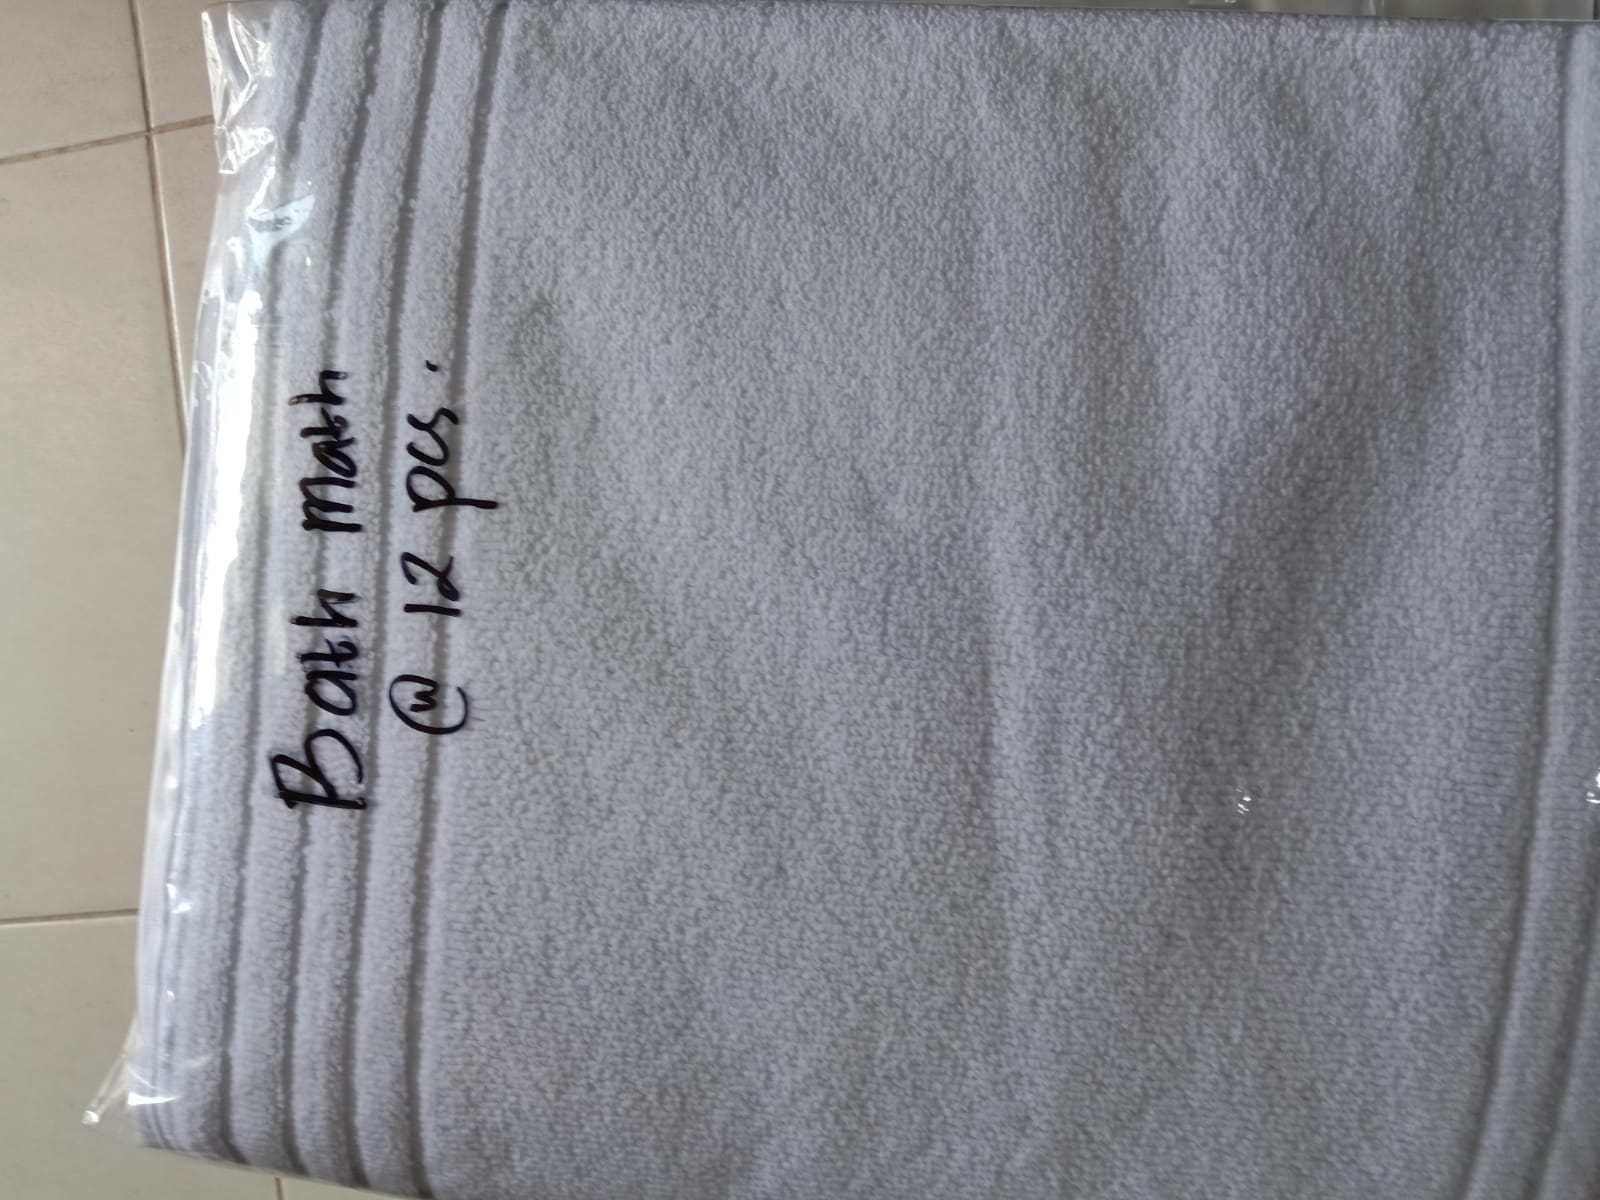 Bath math
@ 12 pcs.